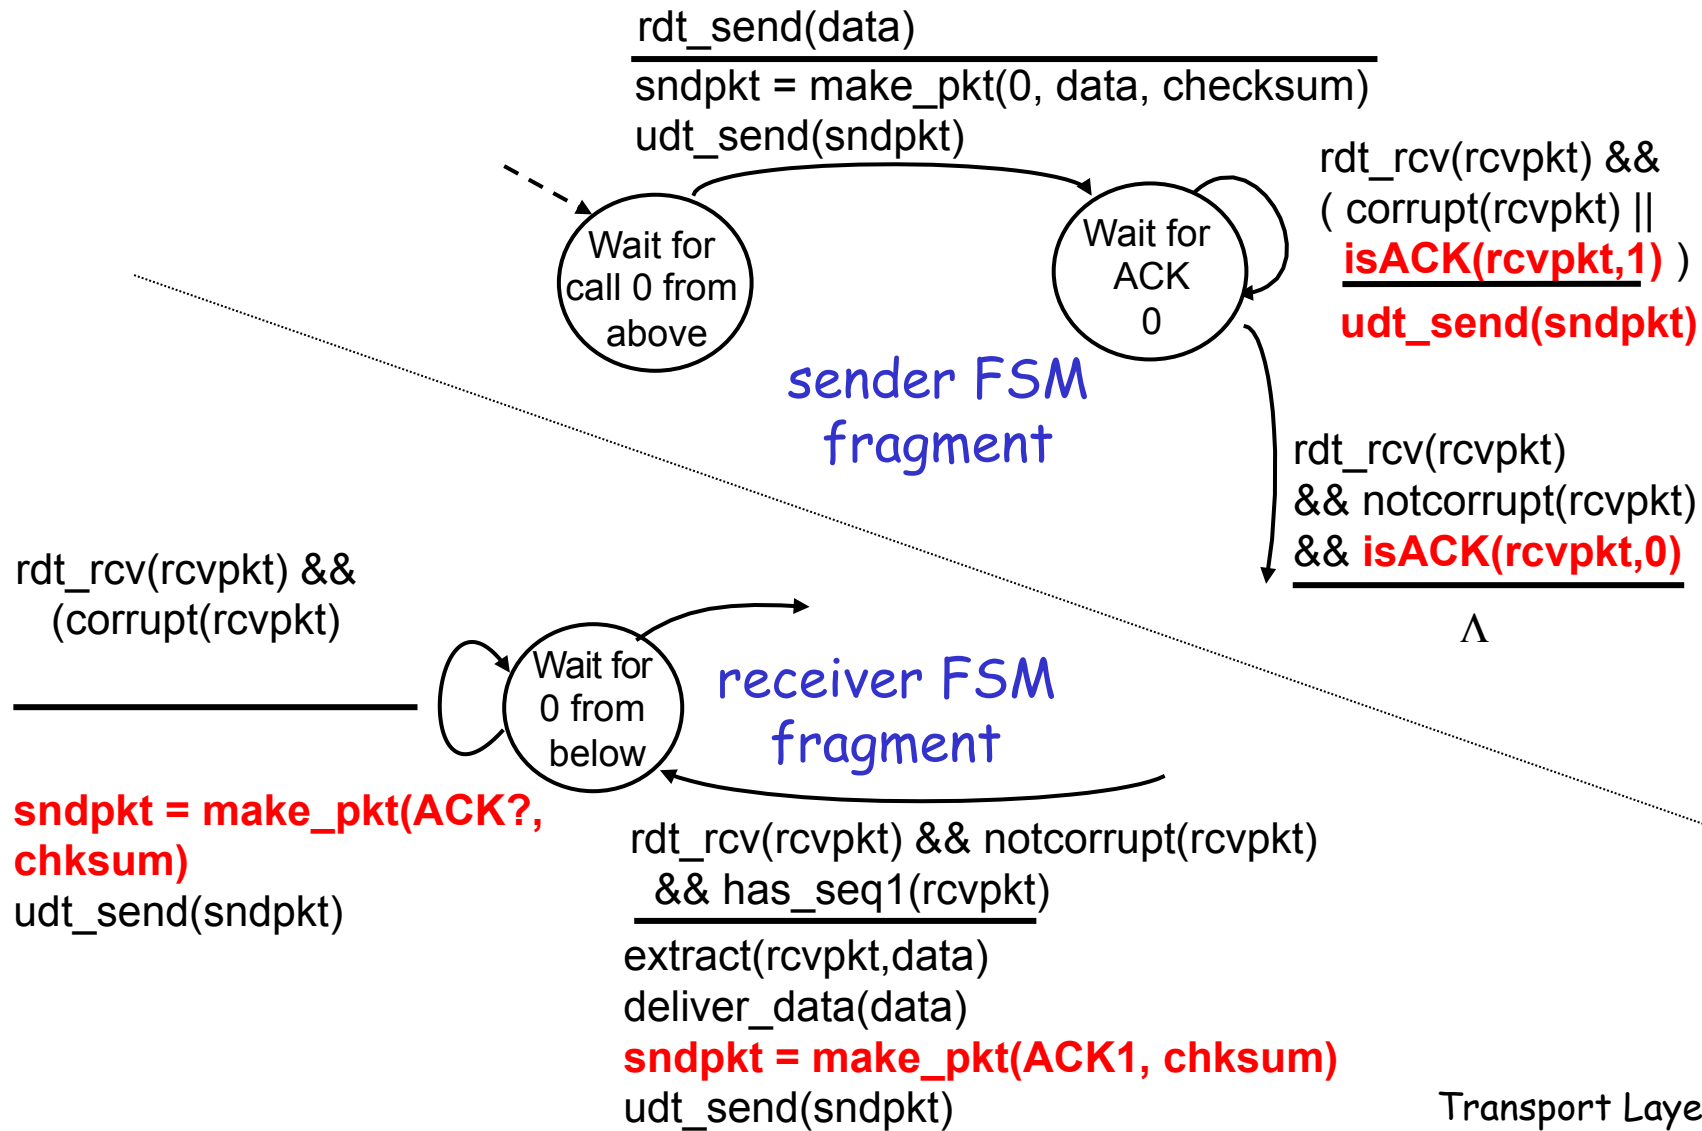 rdt_send(data)
sndpkt = make_pkt(0, data, checksum)
udt_send(sndpkt)
Wait for
call 0 from
above
Wait for
ACK
0
rdt_rcv(rcvpkt) &&
( corrupt(rcvpkt) ||
isACK(rcvpkt,1) )
udt_send(sndpkt)
sender FSM
fragment
rdt_rcv(rcvpkt)
&& notcorrupt(rcvpkt)
&& isACK(rcvpkt,0)
Λ
rdt_rcv(rcvpkt) &&
(corrupt(rcvpkt)
sndpkt = make_pkt(ACK?,
chksum)
udt_send(sndpkt)
Wait for
0 from
below
receiver FSM
fragment
rdt_rcv(rcvpkt) && notcorrupt(rcvpkt)
&& has_seq1(rcvpkt)
extract(rcvpkt,data)
deliver_data(data)
sndpkt = make_pkt(ACK1, chksum)
udt_send(sndpkt)
Transport Laye